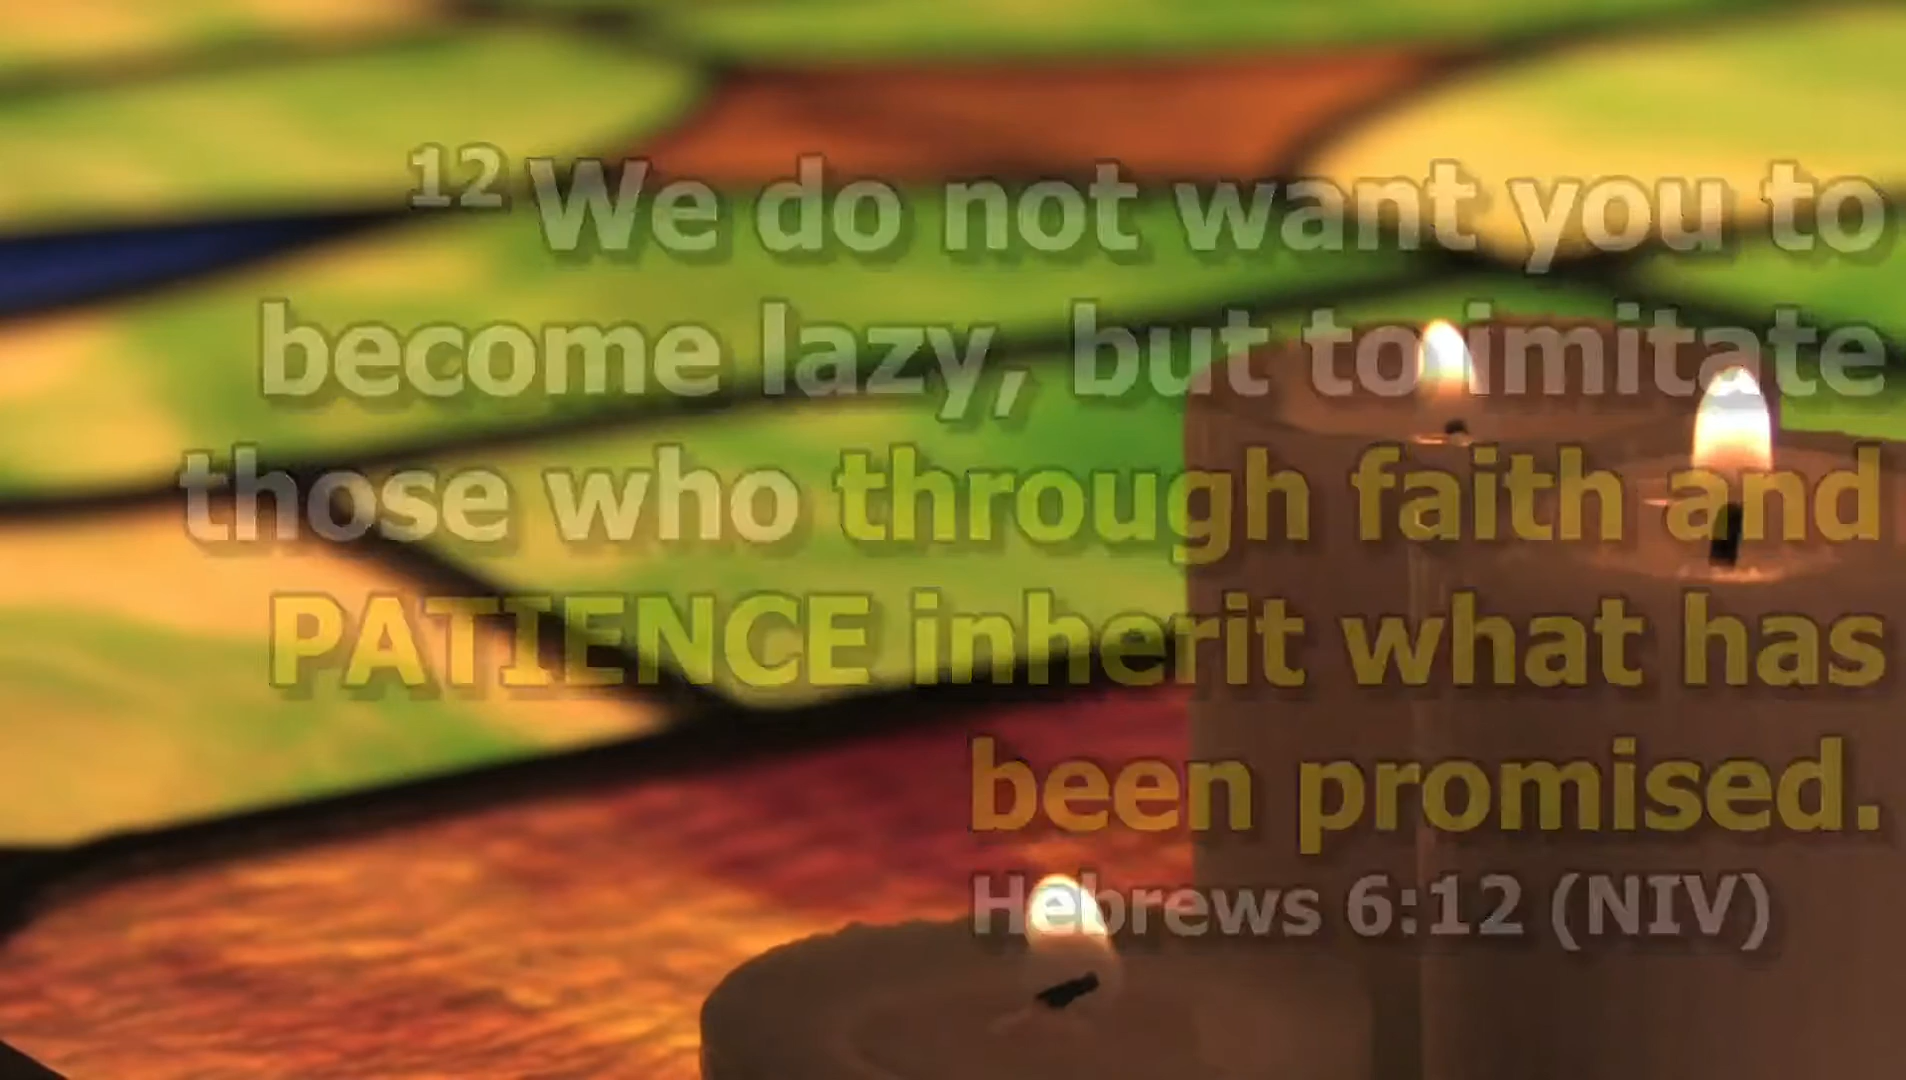 12 We do not want you to
become lazy, but to imitate
those who through faith and
PATIENCE inherit what has
been promised.
Hebrews 6:12 (NIV)